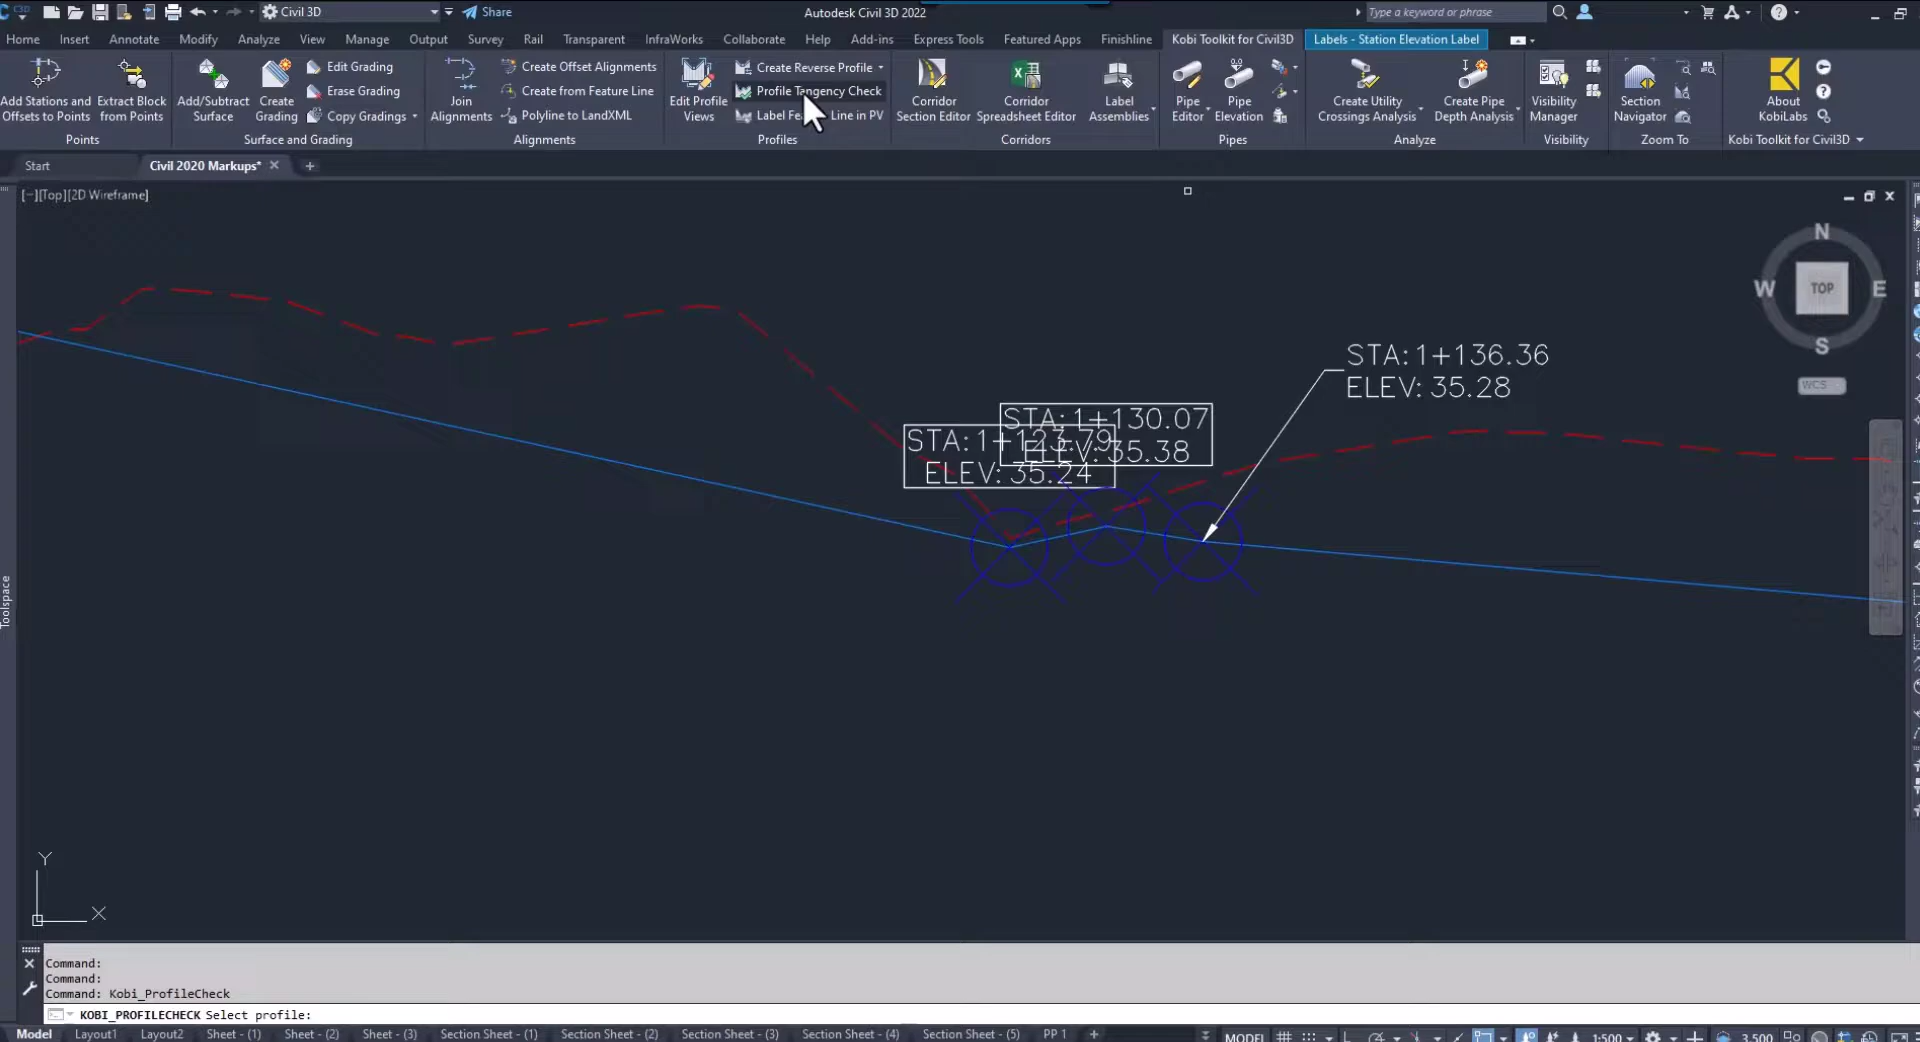 Civil 3D
Share
Autodesk Civil 3D 2022
Type a keyword or phrase
Home Insert Annotate Modify Analyze View Manage Output Survey Rail Transparent InfraWorks Collaborate Help Add-ins Express Tools Featured Apps Finishline Kobi Toolkit for Civil3D Labels - Station Elevation Label
Add Stations and Offsets to Points
Extract Block from Points
Points
Add/Subtract Surface
Create Grading
Edit Grading
Erase Grading
Copy Gradings
Surface and Grading
Join Alignments
Create Offset Alignments
Create from Feature Line
Polyline to LandXML
Alignments
Edit Profile Views
Create Reverse Profile
Profile Tangency Check
Label Fea Line in PV
Profiles
Corridor Section Editor
Corridor Spreadsheet Editor
Label Assemblies
Corridors
Pipe Editor
Pipe Elevation
Pipes
Create Utility Crossings Analysis
Create Pipe Depth Analysis
Analyze
Visibility Manager
Visibility
Section Navigator
Zoom To
About KobiLabs
Kobi Toolkit for Civil3D
Start
Civil 2020 Markups*
[−][Top][2D Wireframe]
N
W TOP E
S
WCS
STA:1+136.36
ELEV: 35.28
STA: 1+130.07
ELEV: 35.38
STA: 1+123.79
ELEV: 35.24
Toolspace
Y
X
Command:
Command:
Command: Kobi_ProfileCheck
KOBI_PROFILECHECK Select profile:
Model Layout1 Layout2 Sheet - (1) Sheet - (2) Sheet - (3) Section Sheet - (1) Section Sheet - (2) Section Sheet - (3) Section Sheet - (4) Section Sheet - (5) PP 1
MODEL 1:500 3.500